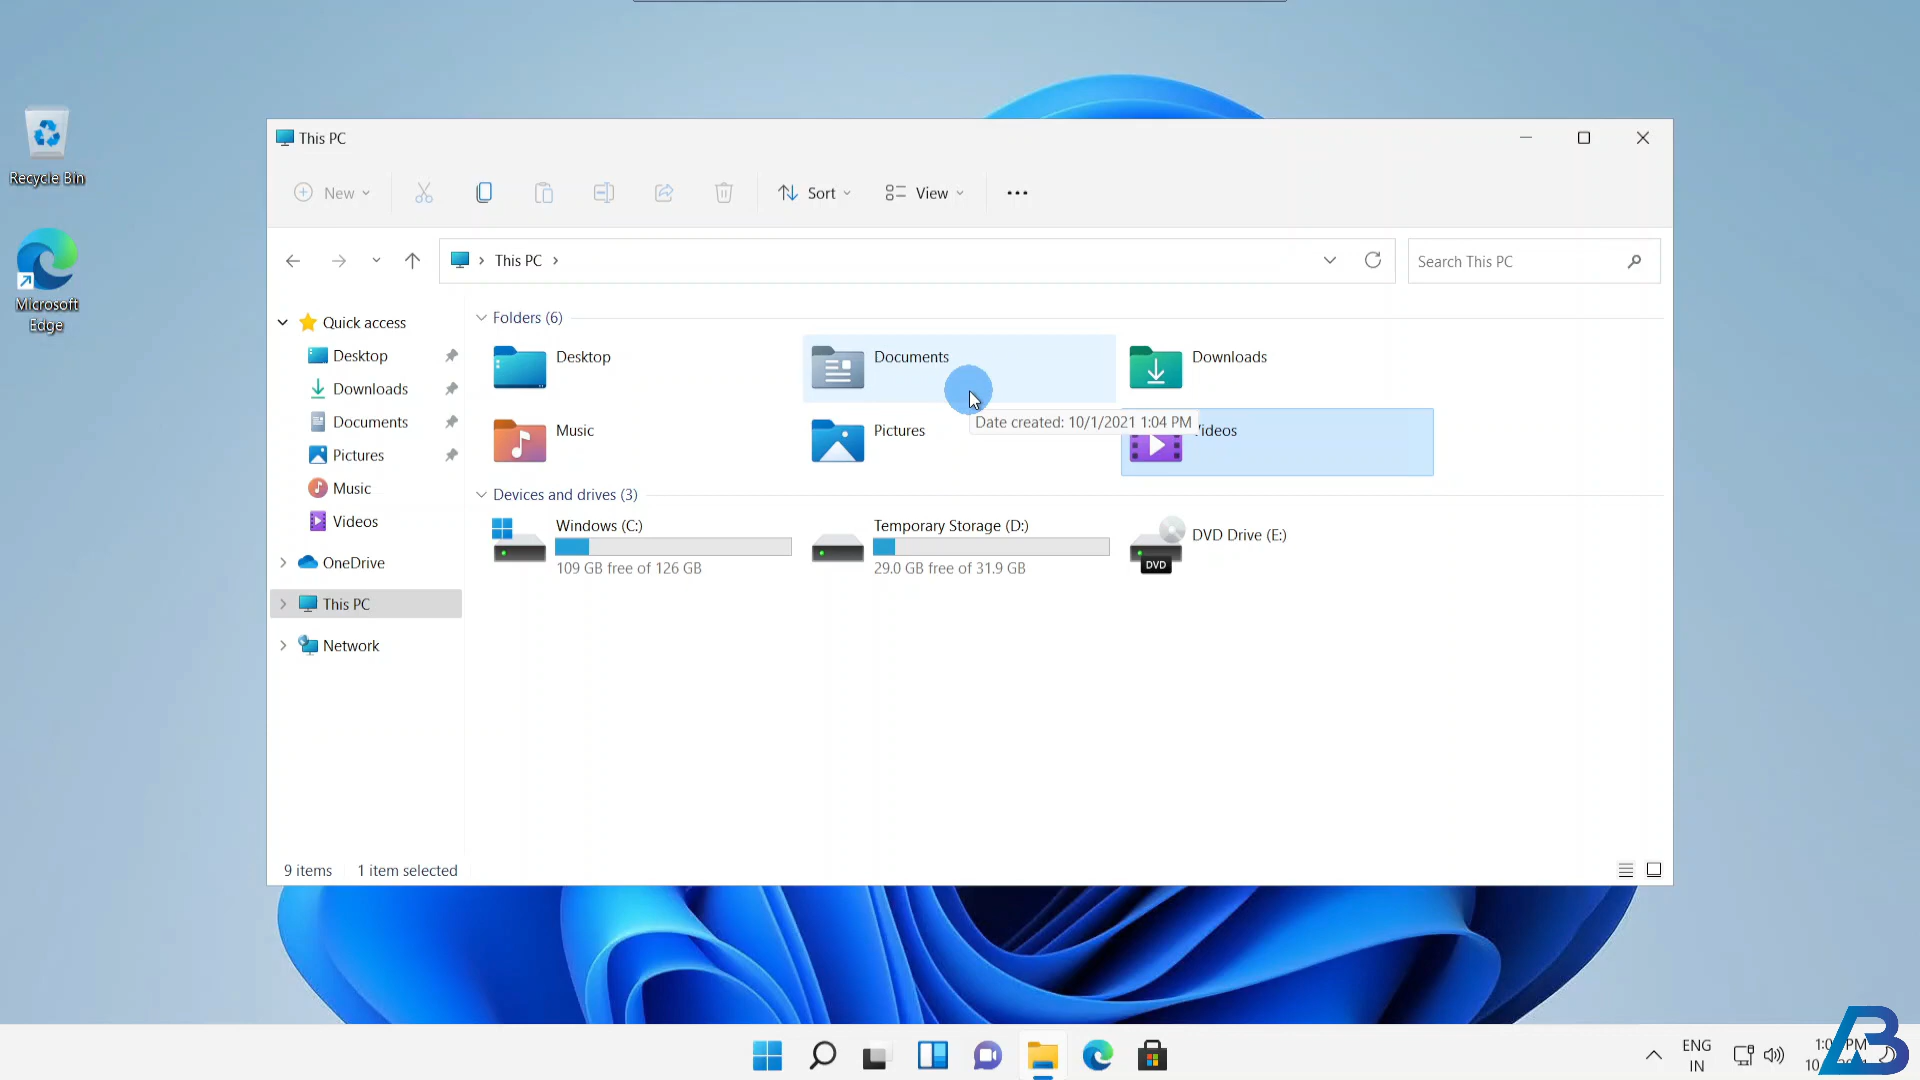 Recycle Bin
Microsoft
Edge
This PC
New
Sort
View
This PC
Search This PC
Quick access
Desktop
Downloads
Documents
Pictures
Music
Videos
OneDrive
This PC
Network
Folders (6)
Desktop
Documents
Downloads
Music
Pictures
Date created: 10/1/2021 1:04 PM
Devices and drives (3)
Windows (C:)
109 GB free of 126 GB
Temporary Storage (D:)
29.0 GB free of 31.9 GB
DVD Drive (E:)
DVD
9 items
1 item selected
ENG
IN
PM